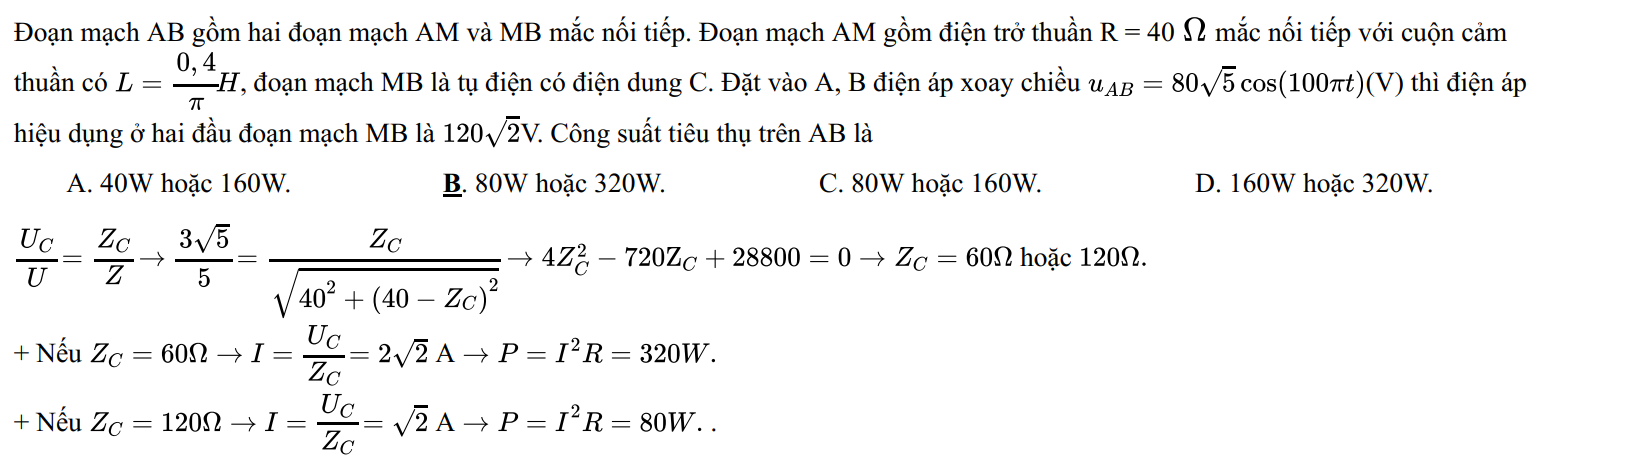 Đoạn mạch AB gồm hai đoạn mạch AM và MB mắc nối tiếp. Đoạn mạch AM gồm điện trở thuần R = 40 Ω mắc nối tiếp với cuộn cảm
thuần có $L = \frac{0,4}{\pi}H$, đoạn mạch MB là tụ điện có điện dung C. Đặt vào A, B điện áp xoay chiều $u_{AB} = 80\sqrt{5}\cos(100\pi t)(V)$ thì điện áp
hiệu dụng ở hai đầu đoạn mạch MB là $120\sqrt{2}$V. Công suất tiêu thụ trên AB là
A. 40W hoặc 160W. B. 80W hoặc 320W. C. 80W hoặc 160W. D. 160W hoặc 320W.
$\frac{U_C}{U} = \frac{Z_C}{Z} \rightarrow \frac{3\sqrt{5}}{5} = \frac{Z_C}{\sqrt{40^2 + (40 - Z_C)^2}} \rightarrow 4Z_C^2 - 720Z_C + 28800 = 0 \rightarrow Z_C = 60\Omega$ hoặc $120\Omega$.
+ Nếu $Z_C = 60\Omega \rightarrow I = \frac{U_C}{Z_C} = 2\sqrt{2}$ A $\rightarrow P = I^2R = 320W.$
+ Nếu $Z_C = 120\Omega \rightarrow I = \frac{U_C}{Z_C} = \sqrt{2}$ A $\rightarrow P = I^2R = 80W.$ .